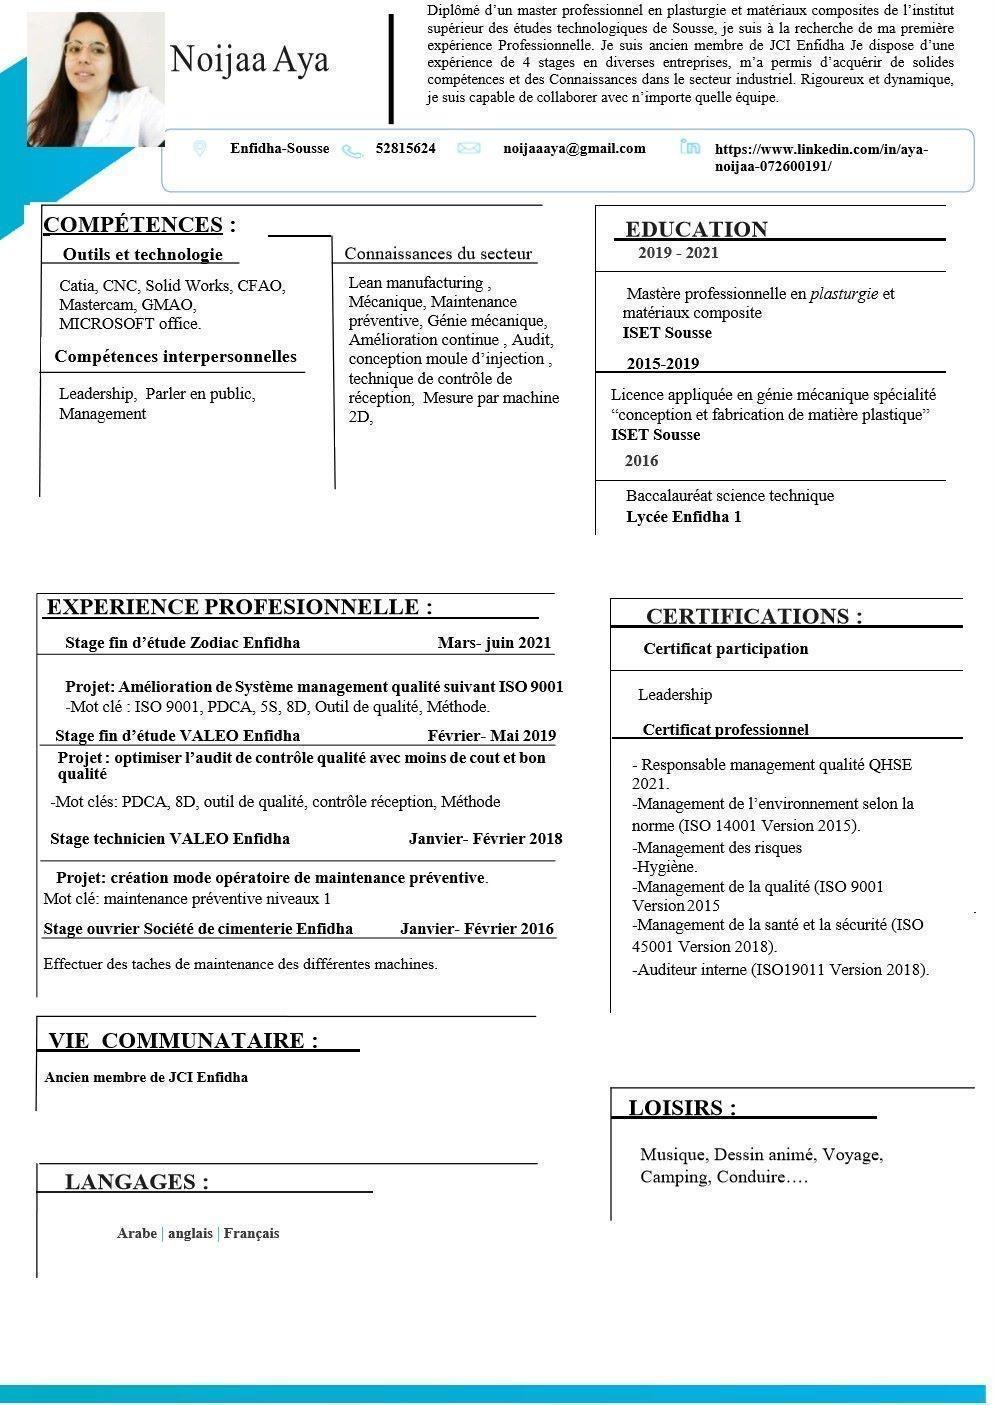 Noijaa Aya
Diplômé d’un master professionnel en plasturgie et matériaux composites de l’institut
supérieur des études technologiques de Sousse, je suis à la recherche de ma première
expérience Professionnelle. Je suis ancien membre de JCI Enfidha Je dispose d’une
expérience de 4 stages en diverses entreprises, m’a permis d’acquérir de solides
compétences et des Connaissances dans le secteur industriel. Rigoureux et dynamique,
je suis capable de collaborer avec n’importe quelle équipe.
Enfidha-Sousse 52815624 noijaaaya@gmail.com in https://www.linkedin.com/in/aya-
noijaa-072600191/
COMPÉTENCES :
Outils et technologie
Catia, CNC, Solid Works, CFAO,
Mastercam, GMAO,
MICROSOFT office.
Compétences interpersonnelles
Leadership, Parler en public,
Management
Connaissances du secteur
Lean manufacturing ,
Mécanique, Maintenance
préventive, Génie mécanique,
Amélioration continue , Audit,
conception moule d’injection ,
technique de contrôle de
réception, Mesure par machine
2D,
EDUCATION
2019 - 2021
Mastère professionnelle en plasturgie et
matériaux composite
ISET Sousse
2015-2019
Licence appliquée en génie mécanique spécialité
“conception et fabrication de matière plastique”
ISET Sousse
2016
Baccalauréat science technique
Lycée Enfidha 1
EXPERIENCE PROFESIONNELLE :
Stage fin d’étude Zodiac Enfidha Mars- juin 2021
Projet: Amélioration de Système management qualité suivant ISO 9001
-Mot clé : ISO 9001, PDCA, 5S, 8D, Outil de qualité, Méthode.
Stage fin d’étude VALEO Enfidha Février- Mai 2019
Projet : optimiser l’audit de contrôle qualité avec moins de cout et bon
qualité
-Mot clés: PDCA, 8D, outil de qualité, contrôle réception, Méthode
Stage technicien VALEO Enfidha Janvier- Février 2018
Projet: création mode opératoire de maintenance préventive.
Mot clé: maintenance préventive niveaux 1
Stage ouvrier Société de cimenterie Enfidha Janvier- Février 2016
Effectuer des taches de maintenance des différentes machines.
CERTIFICATIONS :
Certificat participation
Leadership
Certificat professionnel
- Responsable management qualité QHSE
2021.
-Management de l’environnement selon la
norme (ISO 14001 Version 2015).
-Management des risques
-Hygiène.
-Management de la qualité (ISO 9001
Version 2015
-Management de la santé et la sécurité (ISO
45001 Version 2018).
-Auditeur interne (ISO19011 Version 2018).
VIE COMMUNATAIRE :
Ancien membre de JCI Enfidha
LOISIRS :
Musique, Dessin animé, Voyage,
Camping, Conduire….
LANGAGES :
Arabe | anglais | Français